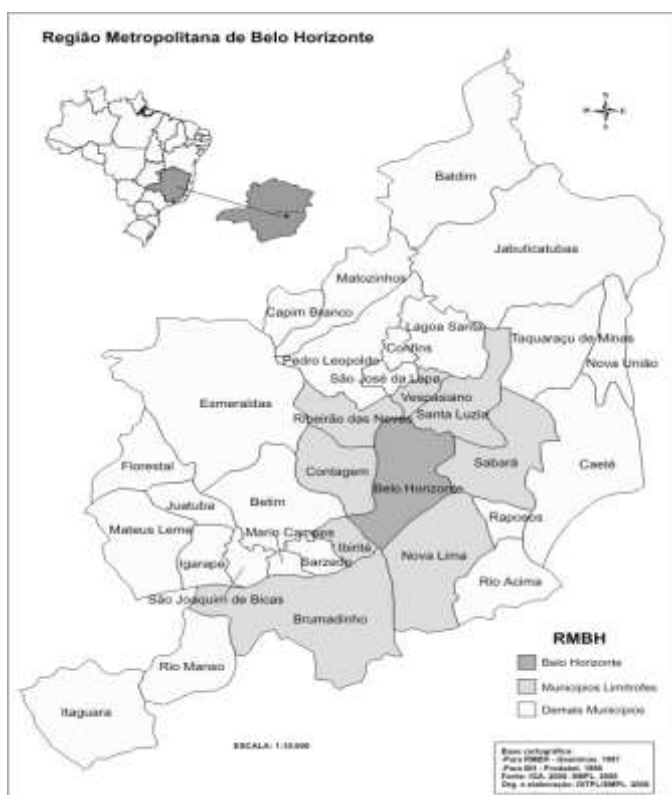 Região Metropolitana de Belo Horizonte
N
E
S
Baldim
Jabuticatubas
Matozinhos
Capim Branco
Lagoa Santa
Taquaraçu de Minas
Confins
Pedro Leopoldo
Nova União
São José da Lapa
Esmeraldas
Vespasiano
Ribeirão das Neves
Santa Luzia
Florestal
Contagem
Sabará
Caeté
Betim
Belo Horizonte
Juatuba
Raposos
Mateus Leme
Mario Campos
Ibirité
Igarapé
Sarzedo
Nova Lima
Rio Acima
São Joaquim de Bicas
Brumadinho
Rio Manso
Itaguara
RMBH
Belo Horizonte
Municípios Limítrofes
Demais Municípios
ESCALA: 1:10.000
Base cartográfica: